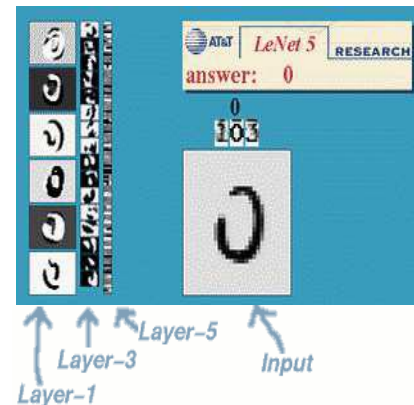 AT&T LeNet 5 RESEARCH
answer: 0
0
103
Layer-5
Layer-3
Input
Layer-1